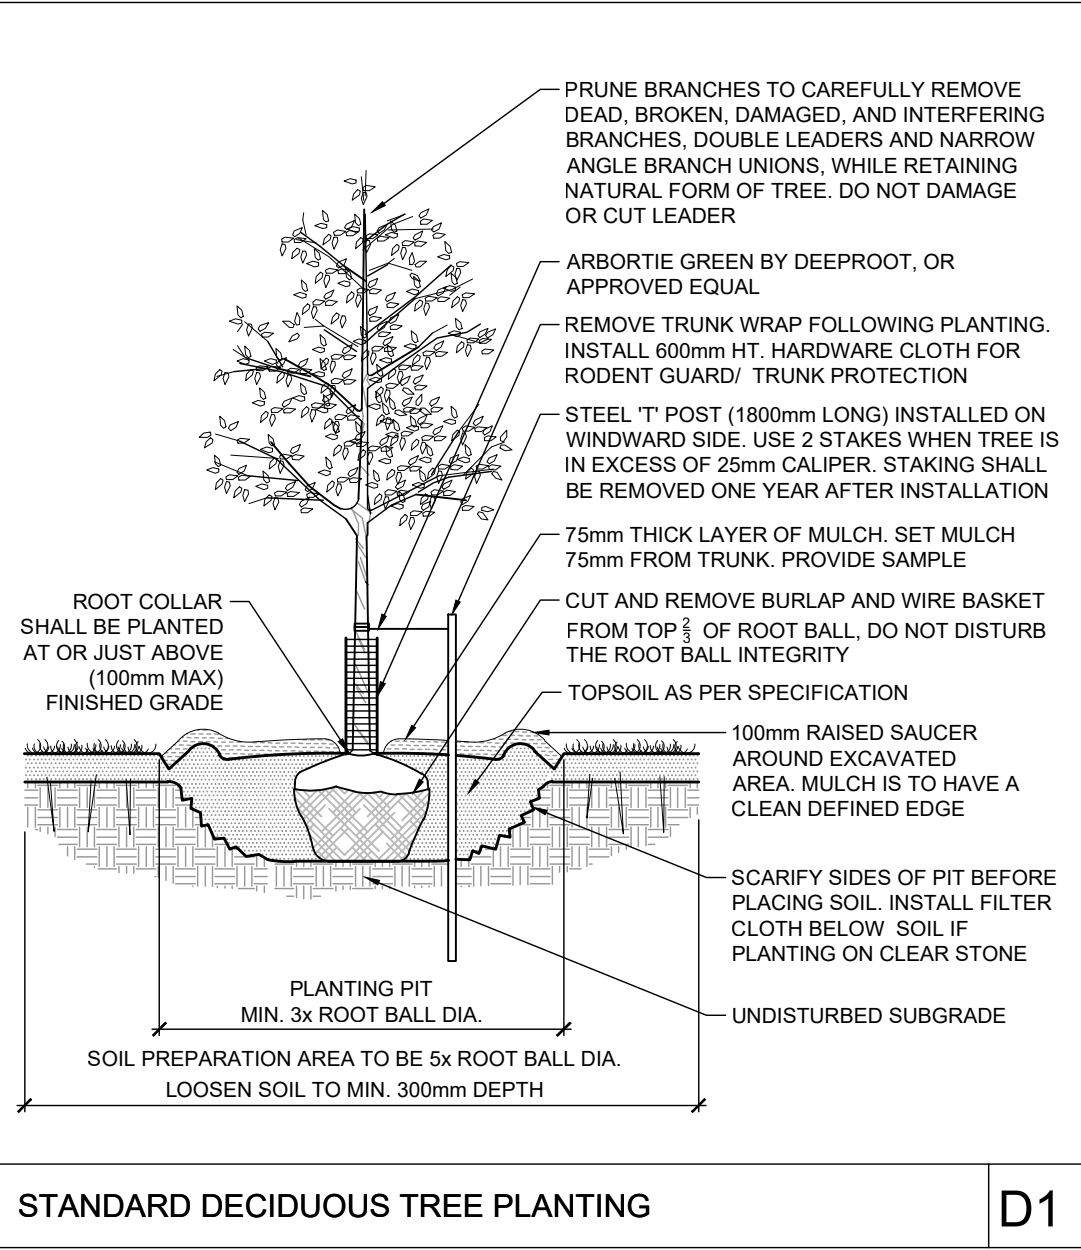 PRUNE BRANCHES TO CAREFULLY REMOVE
DEAD, BROKEN, DAMAGED, AND INTERFERING
BRANCHES, DOUBLE LEADERS AND NARROW
ANGLE BRANCH UNIONS, WHILE RETAINING
NATURAL FORM OF TREE. DO NOT DAMAGE
OR CUT LEADER
ARBORTIE GREEN BY DEEPROOT, OR
APPROVED EQUAL
REMOVE TRUNK WRAP FOLLOWING PLANTING.
INSTALL 600mm HT. HARDWARE CLOTH FOR
RODENT GUARD/ TRUNK PROTECTION
STEEL 'T' POST (1800mm LONG) INSTALLED ON
WINDWARD SIDE. USE 2 STAKES WHEN TREE IS
IN EXCESS OF 25mm CALIPER. STAKING SHALL
BE REMOVED ONE YEAR AFTER INSTALLATION
75mm THICK LAYER OF MULCH. SET MULCH
75mm FROM TRUNK. PROVIDE SAMPLE
CUT AND REMOVE BURLAP AND WIRE BASKET
FROM TOP 2/3 OF ROOT BALL, DO NOT DISTURB
THE ROOT BALL INTEGRITY
TOPSOIL AS PER SPECIFICATION
ROOT COLLAR
SHALL BE PLANTED
AT OR JUST ABOVE
(100mm MAX)
FINISHED GRADE
100mm RAISED SAUCER
AROUND EXCAVATED
AREA. MULCH IS TO HAVE A
CLEAN DEFINED EDGE
SCARIFY SIDES OF PIT BEFORE
PLACING SOIL. INSTALL FILTER
CLOTH BELOW SOIL IF
PLANTING ON CLEAR STONE
UNDISTURBED SUBGRADE
PLANTING PIT
MIN. 3x ROOT BALL DIA.
SOIL PREPARATION AREA TO BE 5x ROOT BALL DIA.
LOOSEN SOIL TO MIN. 300mm DEPTH
STANDARD DECIDUOUS TREE PLANTING
D1